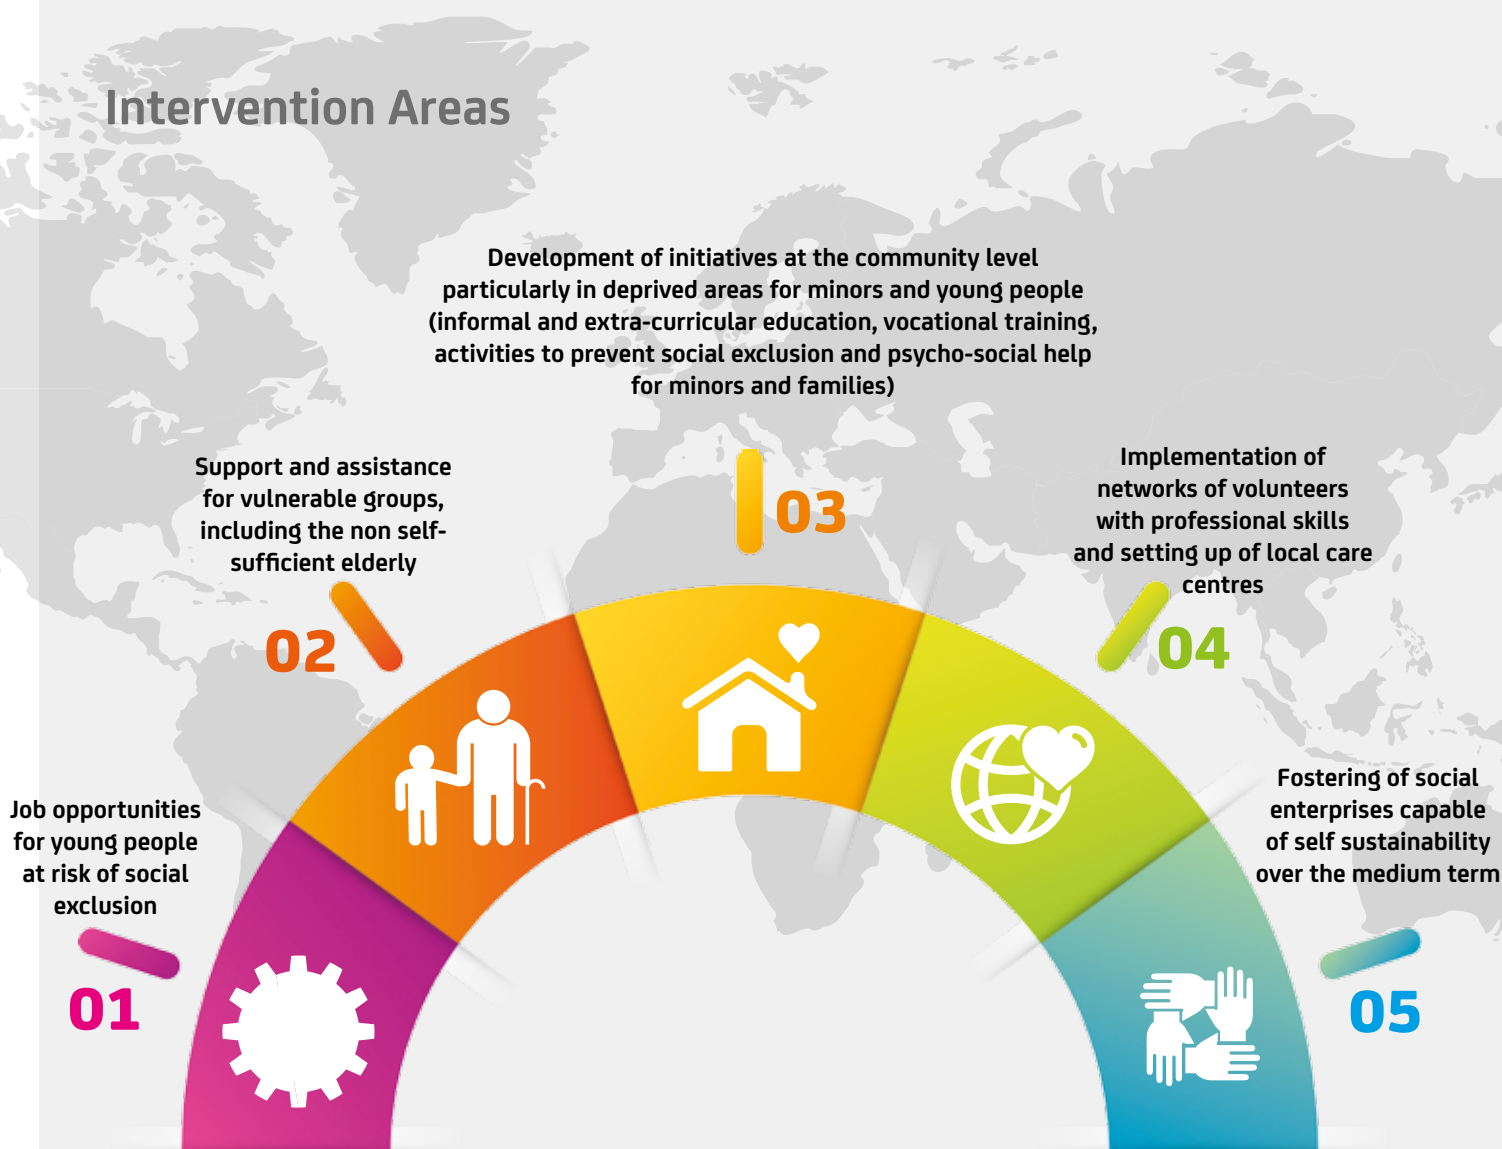 Intervention Areas
Job opportunities
for young people
at risk of social
exclusion
01
Support and assistance
for vulnerable groups,
including the non self-
sufficient elderly
02
Development of initiatives at the community level
particularly in deprived areas for minors and young people
(informal and extra-curricular education, vocational training,
activities to prevent social exclusion and psycho-social help
for minors and families)
03
Implementation of
networks of volunteers
with professional skills
and setting up of local care
centres
04
Fostering of social
enterprises capable
of self sustainability
over the medium term
05